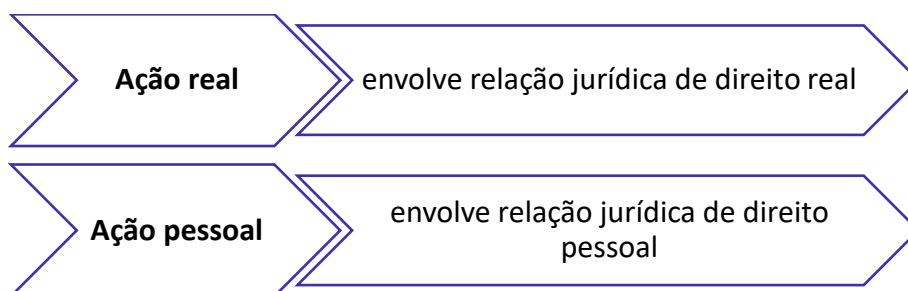 Ação real
envolve relação jurídica de direito real
Ação pessoal
envolve relação jurídica de direito
pessoal